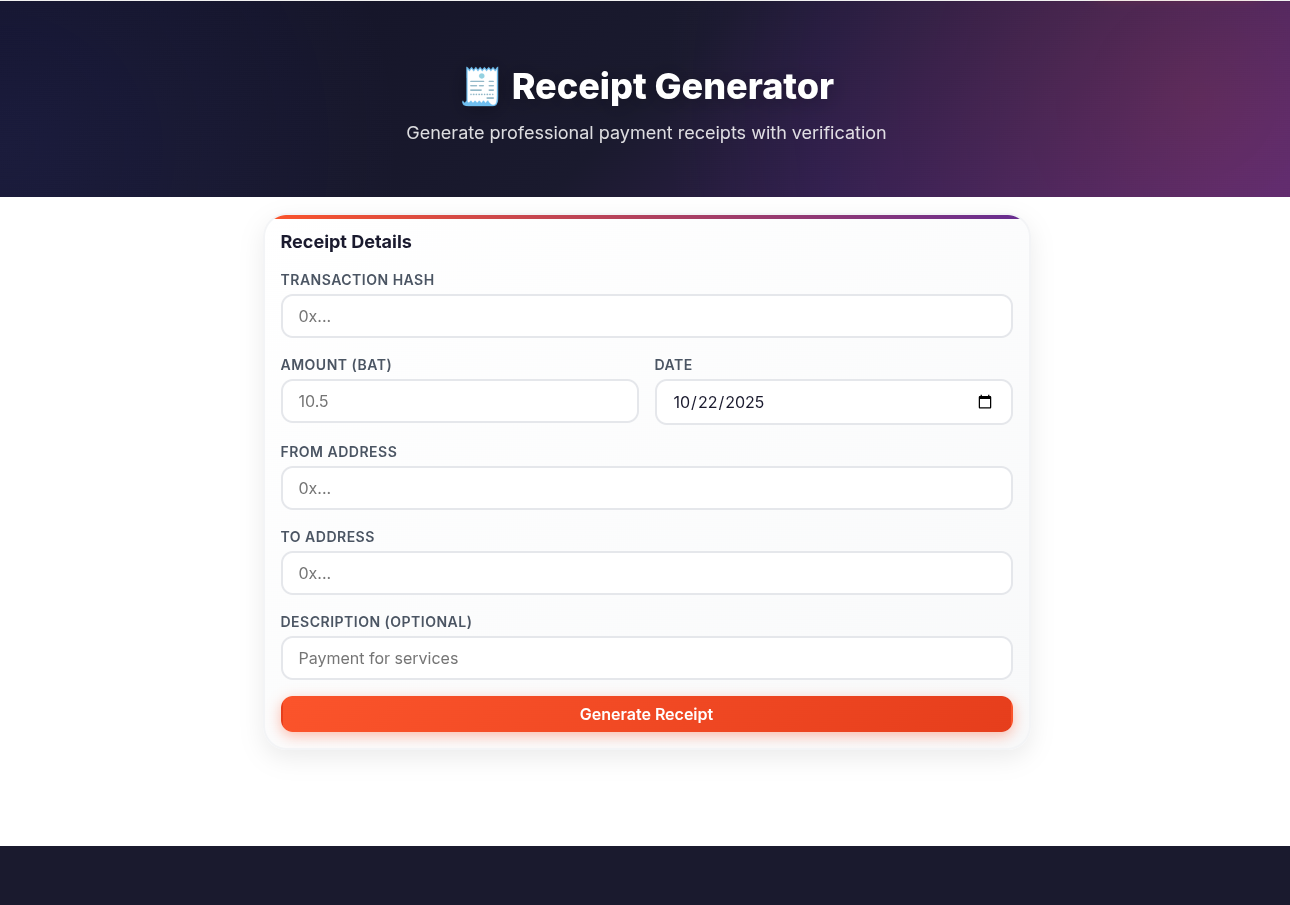 🧾 Receipt Generator
Generate professional payment receipts with verification
Receipt Details
TRANSACTION HASH
0x...
AMOUNT (BAT)
DATE
10.5
10/22/2025
FROM ADDRESS
0x...
TO ADDRESS
0x...
DESCRIPTION (OPTIONAL)
Payment for services
Generate Receipt